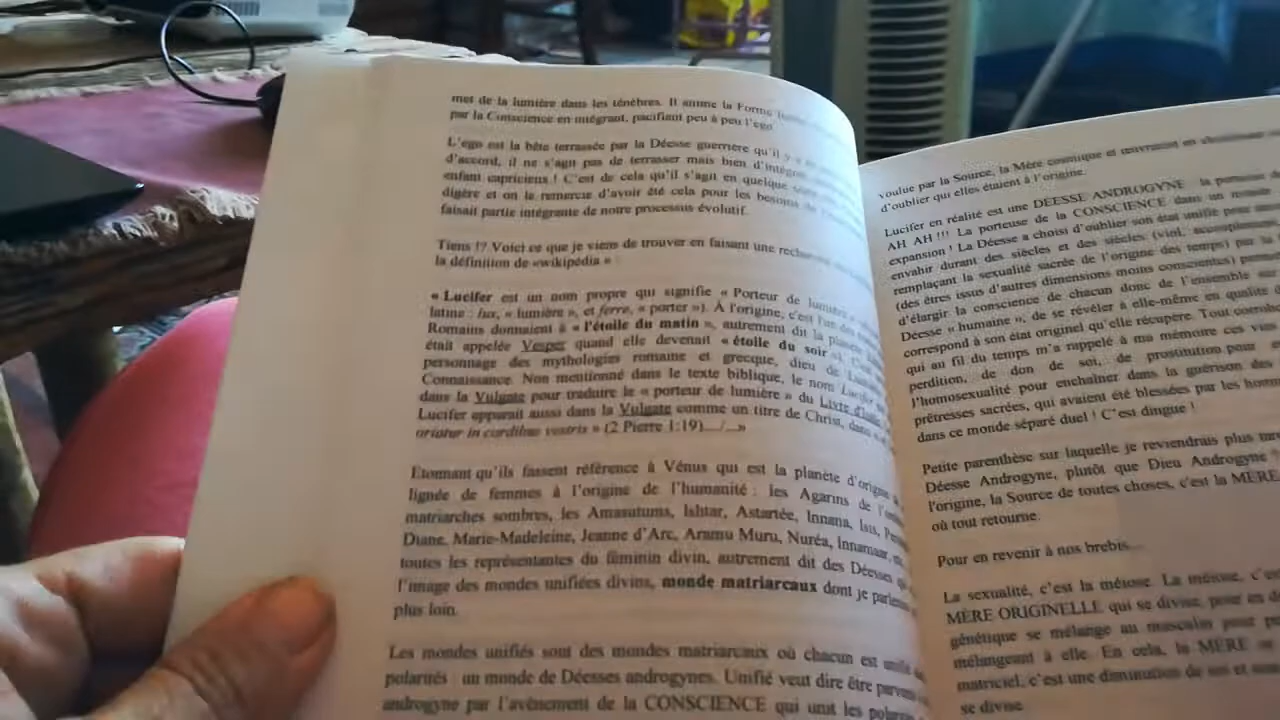 met de la lumière dans les ténèbres. Il anime la Forme
par la Conscience en intégrant, pacifiant peu à peu l'ego.
L'ego est la bête terrassée par la Déesse guerrière qu'il y a
d'accord, il ne s'agit pas de terrasser mais bien d'intégrer
enfant capricieux ! C'est de cela qu'il s'agit en quelque
digère et on la remercie d'avoir été cela pour les besoins de
faisait partie intégrante de notre processus évolutif.
Tiens !? Voici ce que je viens de trouver en faisant une recherche
la définition de «wikipédia »
« Lucifer est un nom propre qui signifie « Porteur de lumière »
latine : lux, « lumière », et ferre, « porter »). À l'origine, c'est l'un des
Romains donnaient à « l'étoile du matin », autrement dit la planète
était appelée Vesper quand elle devenait « étoile du soir ».
personnage des mythologies romaine et grecque, dieu de
Connaissance. Non mentionné dans le texte biblique, le nom Lucifer
dans la Vulgate pour traduire le « porteur de lumière » du Livre
Lucifer apparaît aussi dans la Vulgate comme un titre de Christ, dans
oriatur in cordibus vestris » (2 Pierre 1:19).../...»
Etonnant qu'ils fassent référence à Vénus qui est la planète d'origine
lignée de femmes à l'origine de l'humanité : les Agarins de
matriarches sombres, les Amasutums, Ishtar, Astartée, Innana, Isis,
Diane, Marie-Madeleine, Jeanne d'Arc, Aramu Muru, Nuréa, Innamaar,
toutes les représentantes du féminin divin, autrement dit des Déesses
l'image des mondes unifiées divins, monde matriarcaux dont je
plus loin.
Les mondes unifiés sont des mondes matriarcaux où chacun est
polarités : un monde de Déesses androgynes. Unifié veut dire être
androgyne par l'avènement de la CONSCIENCE qui unit les
voulue par la Source, la Mère cosmique et œuvrant en
d'oublier qui elles étaient à l'origine.
Lucifer en réalité est une DÉESSE ANDROGYNE : la porteuse de
AH AH !!! La porteuse de la CONSCIENCE dans un monde
expansion ! La Déesse a choisi d'oublier son état unifié pour
envahir durant des siècles et des siècles (viol,
remplaçant la sexualité sacrée de l'origine des temps) par la
(des êtres issus d'autres dimensions moins conscientes)
d'élargir la conscience de chacun donc de l'ensemble
Déesse « humaine », de se révéler à elle-même en qualité
correspond à son état originel qu'elle récupère. Tout
qui au fil du temps m'a rappelé à ma mémoire ces vies
perdition, de don de soi, de prostitution pour
l'homosexualité pour enchaîner dans la guérison des
prêtresses sacrées, qui avaient été blessées par les
dans ce monde séparé duel ! C'est dingue !
Petite parenthèse sur laquelle je reviendrais plus
Déesse Androgyne, plutôt que Dieu Androgyne
l'origine, la Source de toutes choses, c'est la MÈRE
où tout retourne.
Pour en revenir à nos brebis...
La sexualité, c'est la méiose. La méiose,
MÈRE ORIGINELLE qui se divise, pour en
génétique se mélange au masculin pour
mélangeant à elle. En cela, la MÈRE
matriciel, c'est une diminution de soi et
se divise.